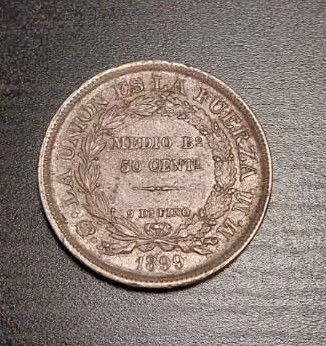 LA UNION ES LA FUERZA
MEDIO Bº
50 CENTS.
9 DS FINO
1899